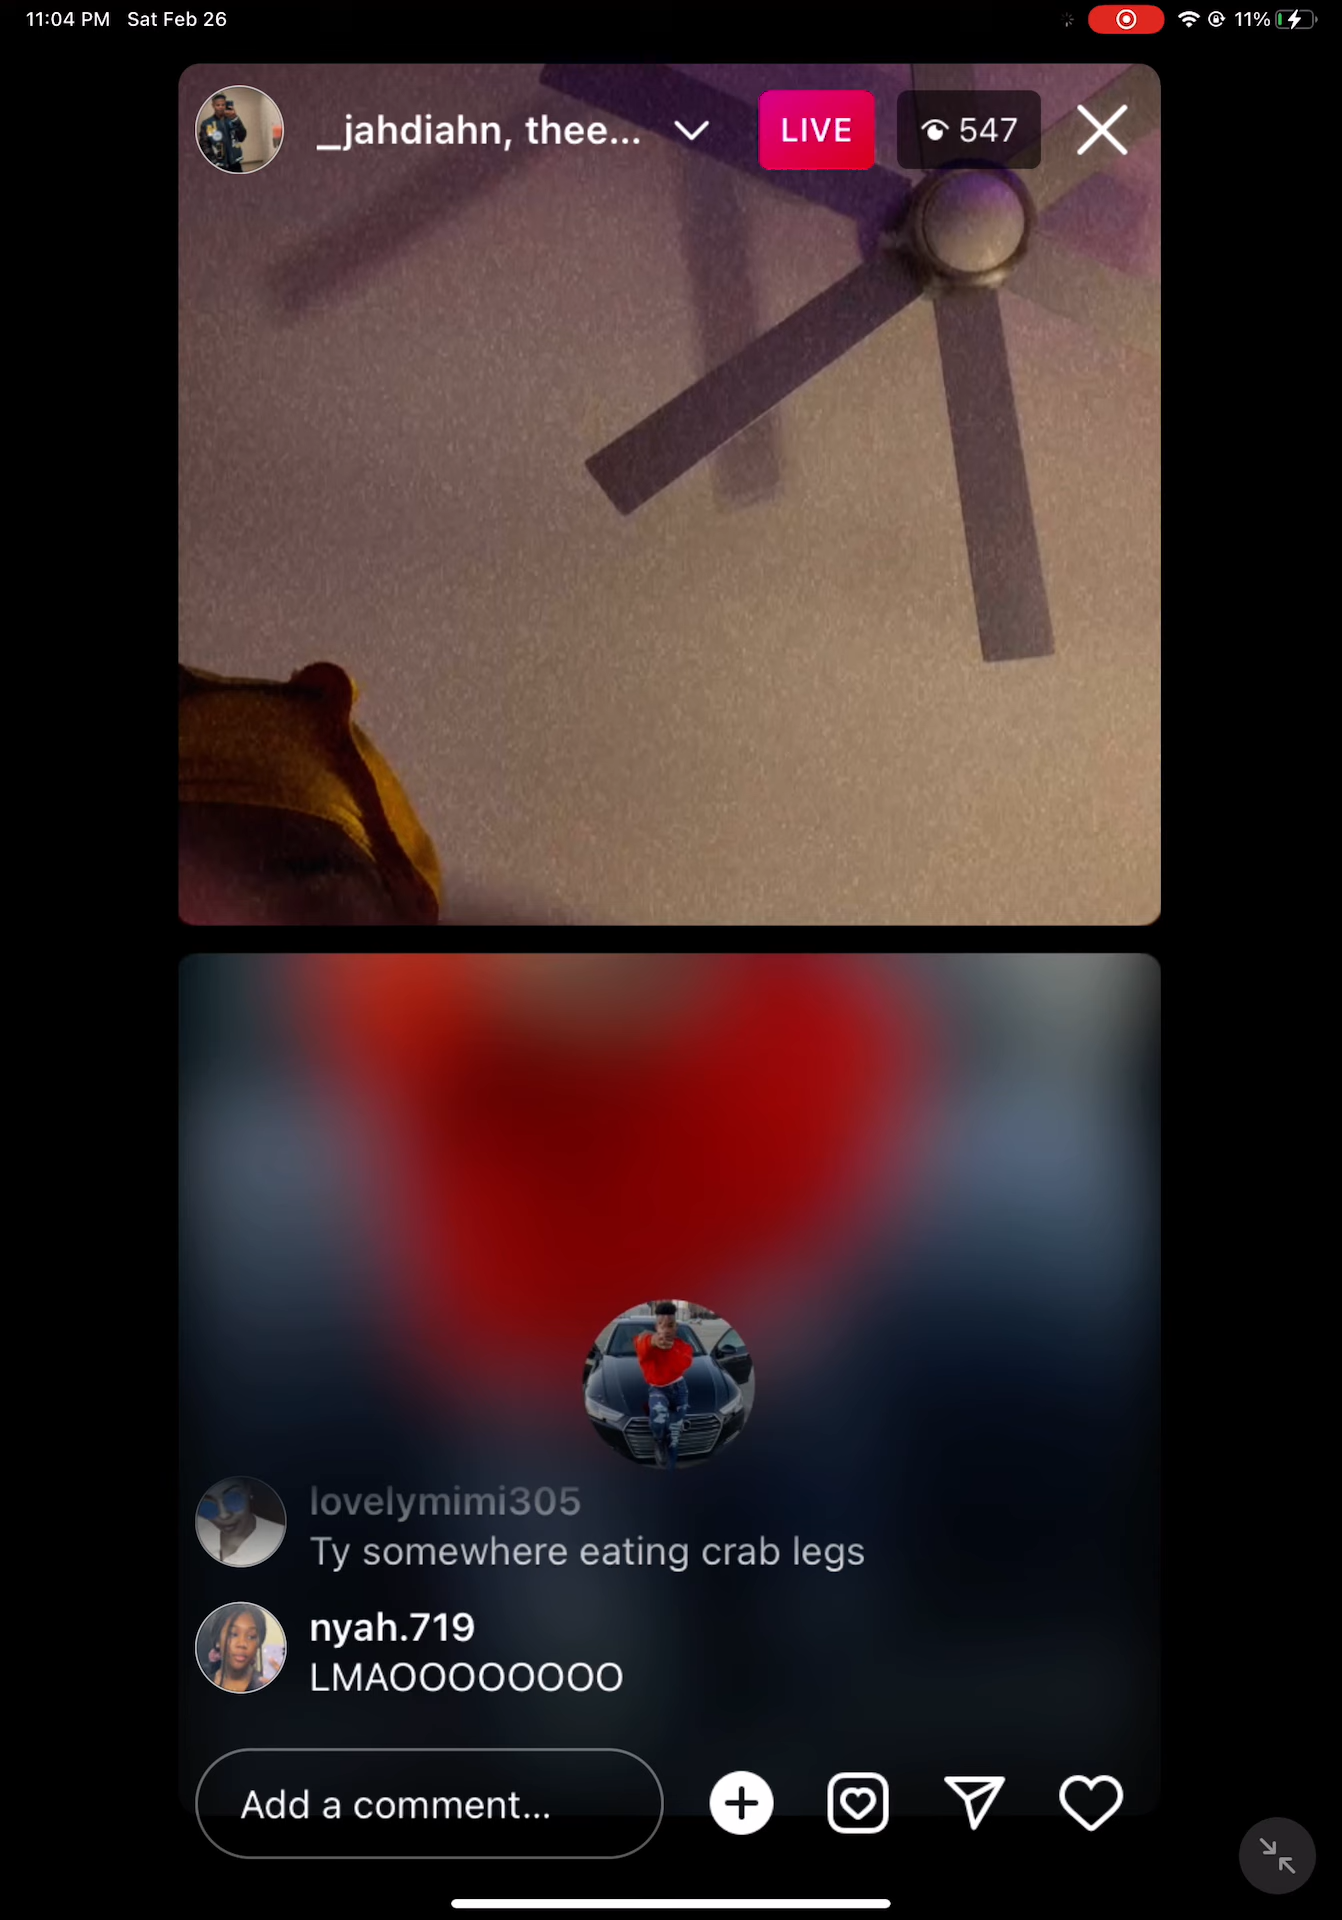 11:04 PM Sat Feb 26
11%
_jahdiahn, thee...
LIVE
547
lovelymimi305
Ty somewhere eating crab legs
nyah.719
LMAOOOOOOOO
Add a comment...